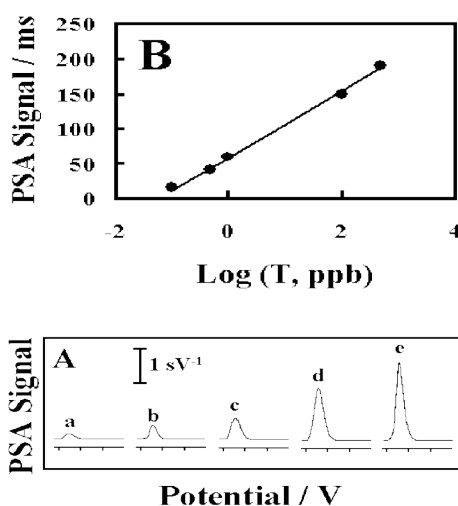 B
PSA Signal / ms
250
200
150
100
50
0
-2
0
2
4
Log (T, ppb)
A
1 sV⁻¹
a
b
c
d
e
PSA Signal
Potential / V